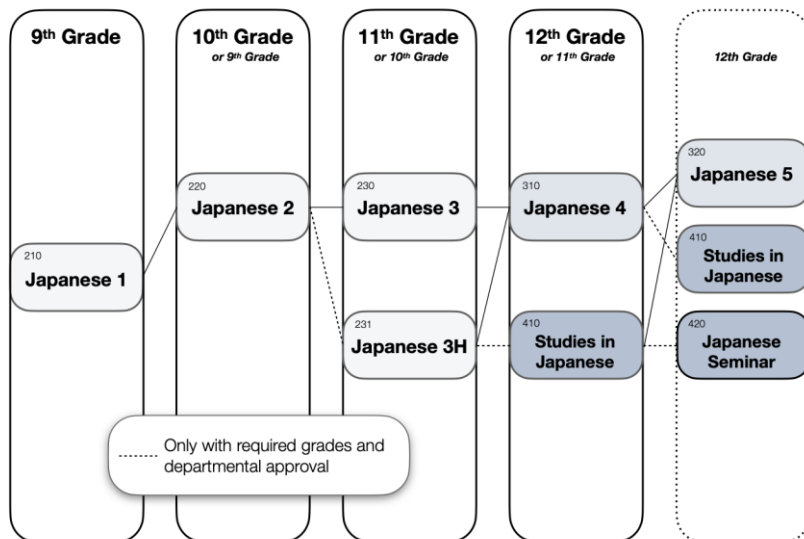 9th Grade
10th Grade
or 9th Grade
11th Grade
or 10th Grade
12th Grade
or 11th Grade
12th Grade
210
Japanese 1
220
Japanese 2
230
Japanese 3
231
Japanese 3H
310
Japanese 4
410
Studies in
Japanese
320
Japanese 5
410
Studies in
Japanese
420
Japanese
Seminar
Only with required grades and
departmental approval